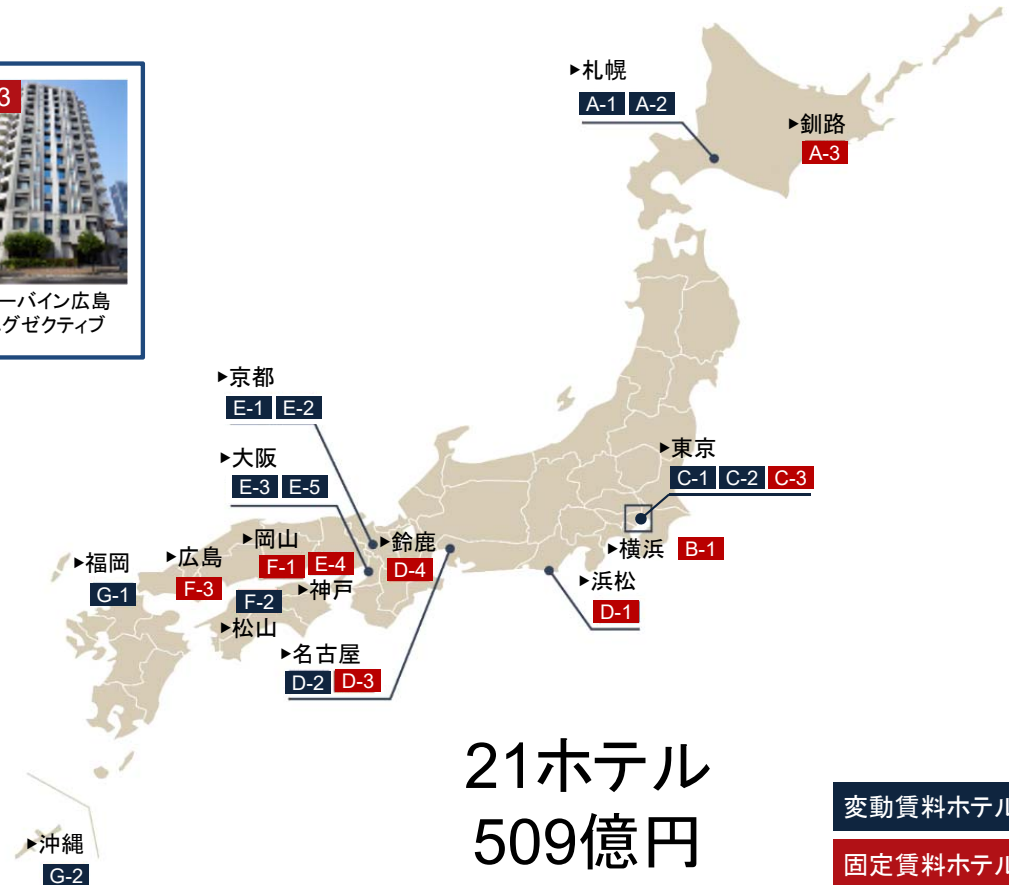 3
ーバイン広島
グゼクティブ
▶札幌
A-1 A-2
▶釧路
A-3
▶京都
E-1 E-2
▶大阪
E-3 E-5
▶東京
C-1 C-2 C-3
▶横浜 B-1
▶浜松
D-1
▶鈴鹿
D-4
▶岡山
F-1 E-4
▶神戸
▶広島
F-3
▶福岡
G-1
F-2
▶松山
▶名古屋
D-2 D-3
▶沖縄
G-2
21ホテル
509億円
変動賃料ホテル
固定賃料ホテル